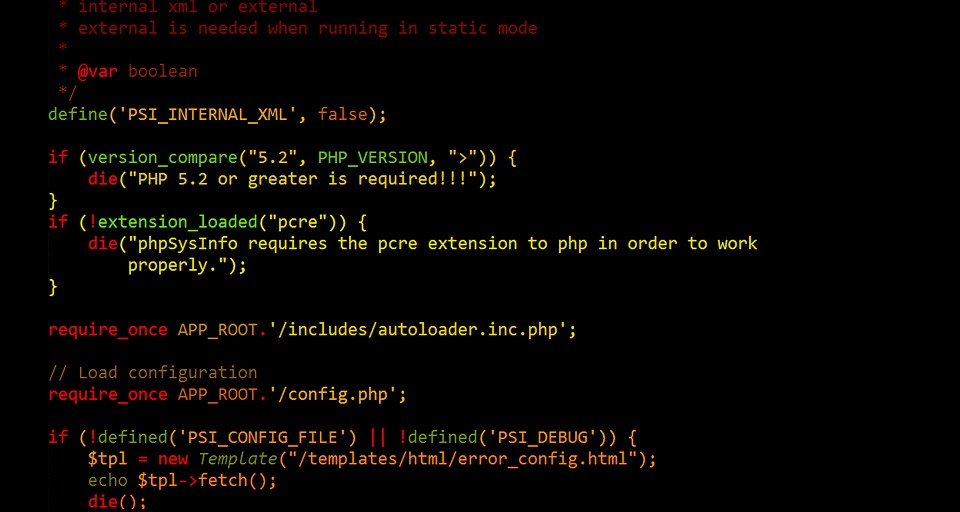 * internal xml or external
* external is needed when running in static mode
*
* @var boolean
*/
define('PSI_INTERNAL_XML', false);
if (version_compare("5.2", PHP_VERSION, ">")) {
die("PHP 5.2 or greater is required!!!");
}
if (!extension_loaded("pcre")) {
die("phpSysInfo requires the pcre extension to php in order to work
properly.");
}
require_once APP_ROOT.'/includes/autoloader.inc.php';
// Load configuration
require_once APP_ROOT.'/config.php';
if (!defined('PSI_CONFIG_FILE') || !defined('PSI_DEBUG')) {
$tpl = new Template("/templates/html/error_config.html");
echo $tpl->fetch();
die();